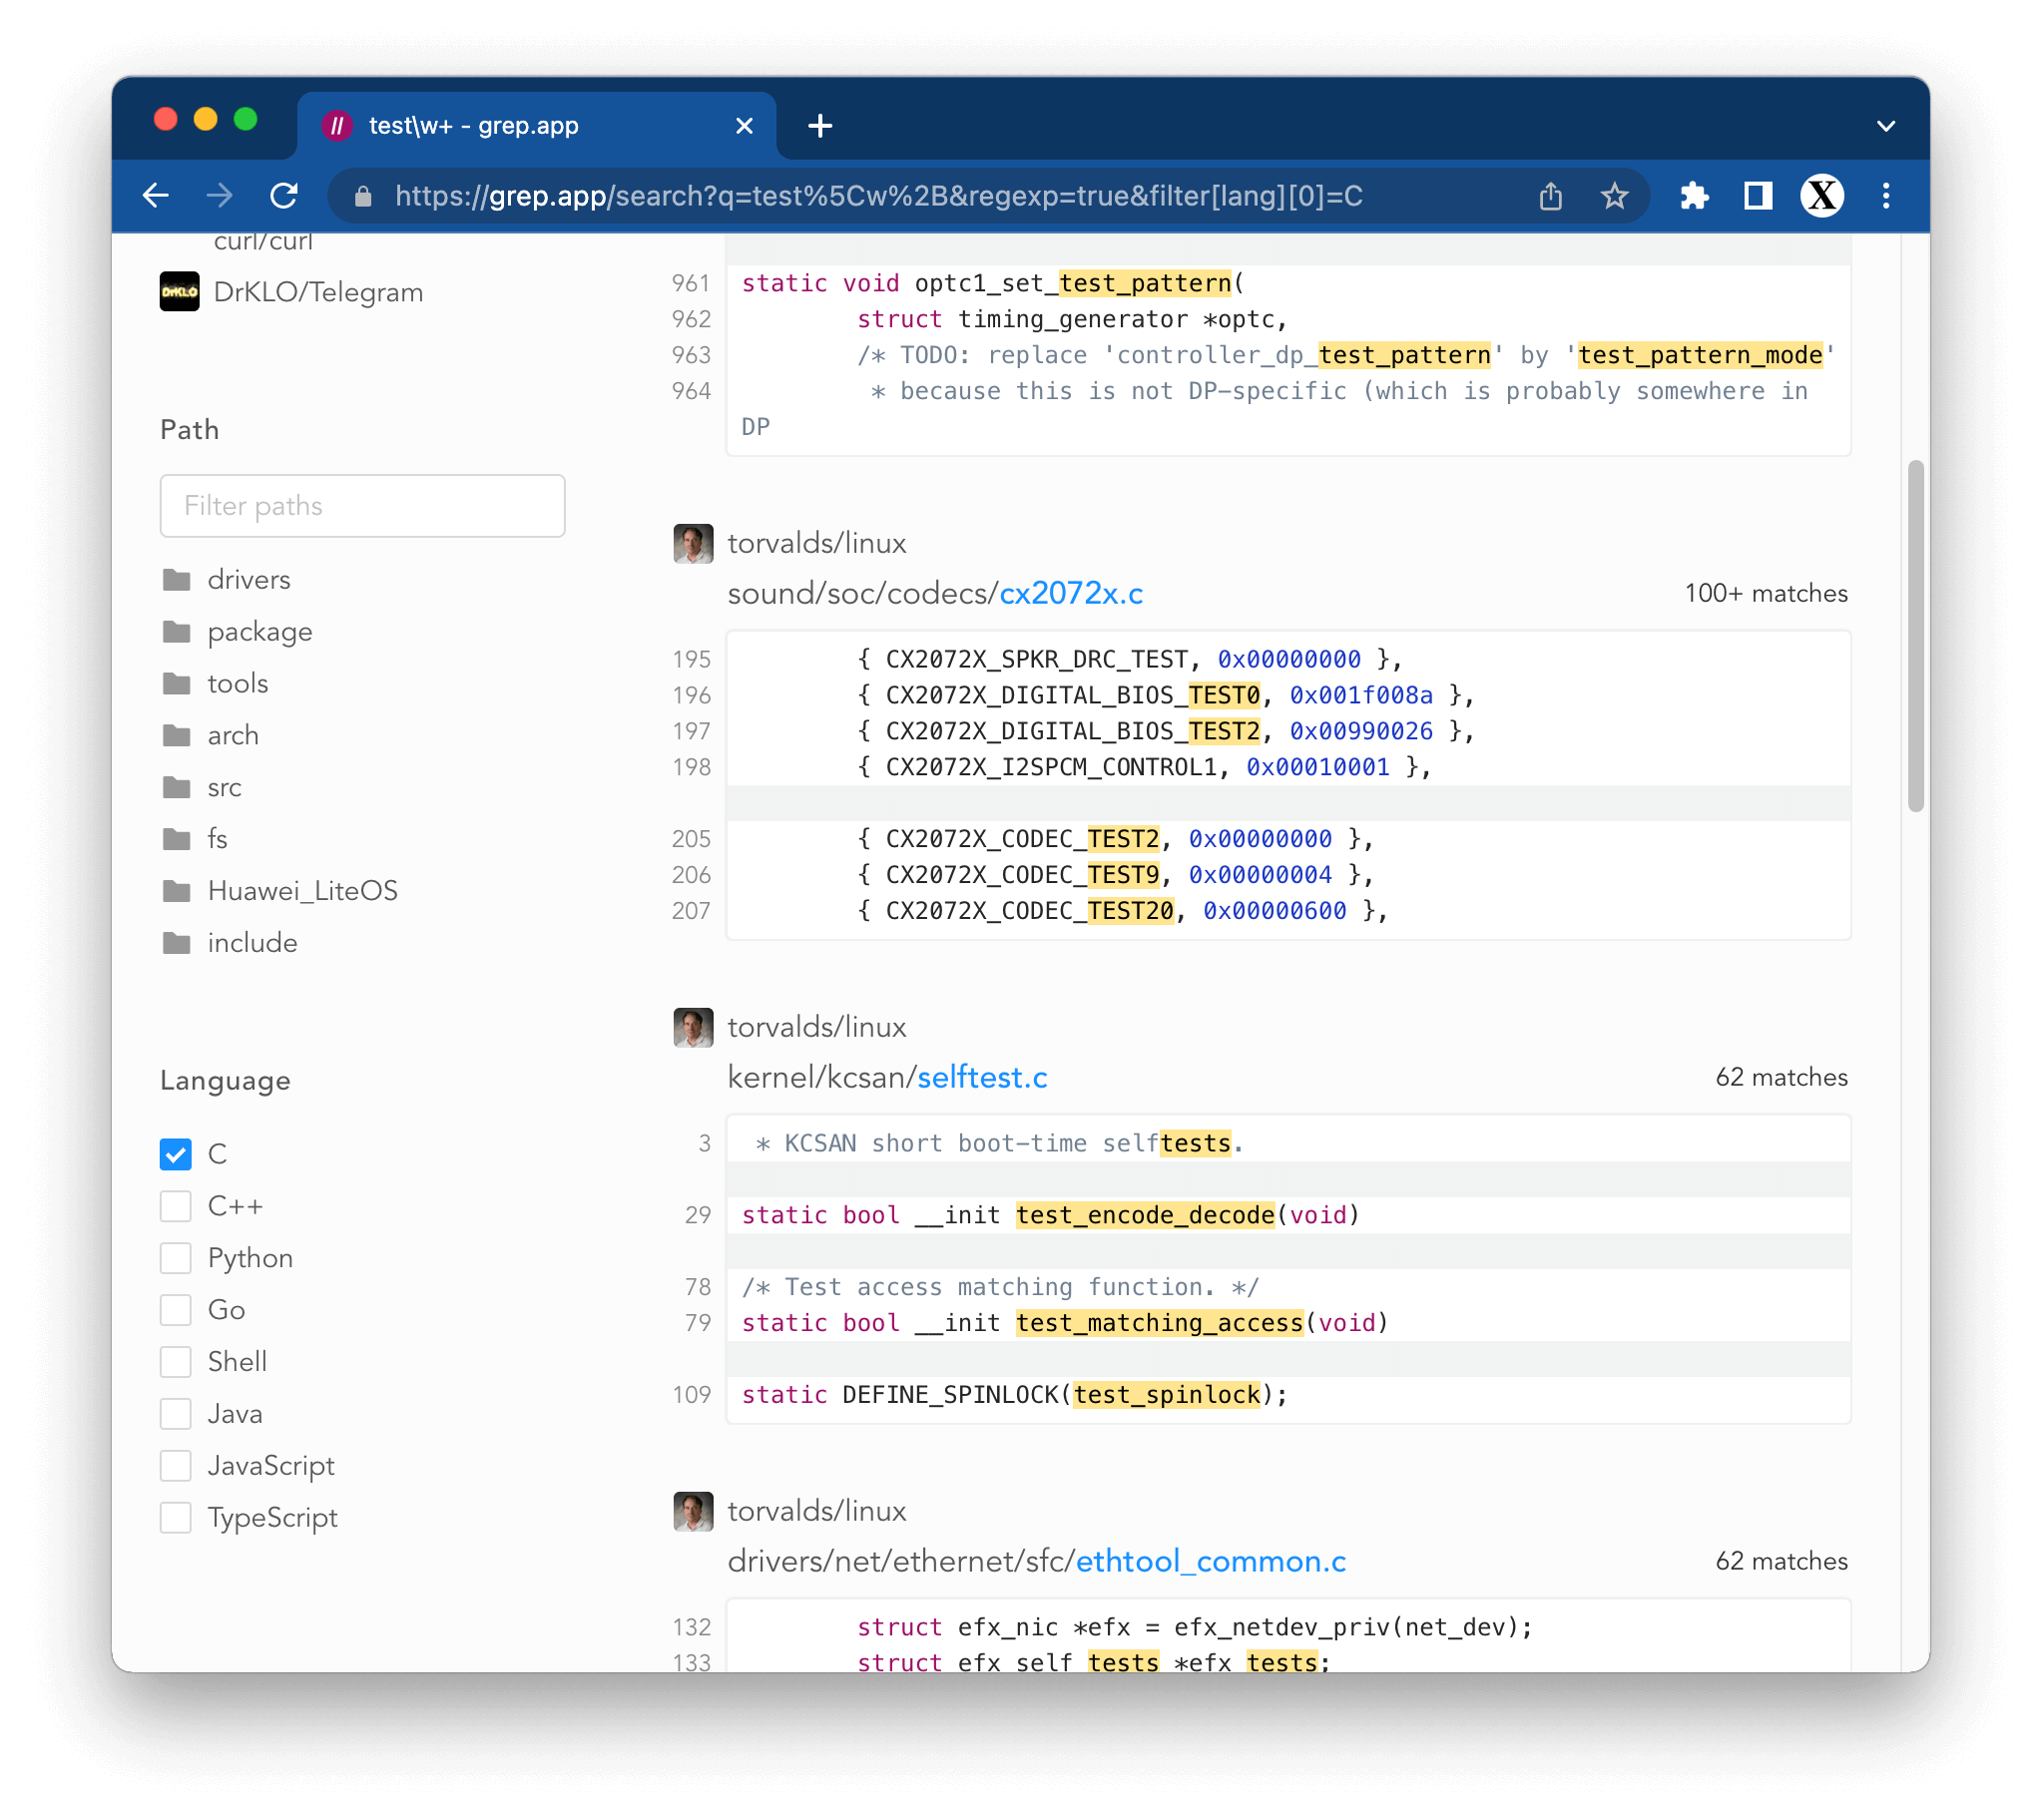 test\w+ - grep.app
https://grep.app/search?q=test%5Cw%2B&regexp=true&filter[lang][0]=C
X
curl/curl
DrKLO
DrKLO/Telegram
Path
Filter paths
drivers
package
tools
arch
src
fs
Huawei_LiteOS
include
Language
C
C++
Python
Go
Shell
Java
JavaScript
TypeScript
961 static void optc1_set_test_pattern(
962 struct timing_generator *optc,
963 /* TODO: replace 'controller_dp_test_pattern' by 'test_pattern_mode'
964 * because this is not DP-specific (which is probably somewhere in
DP
torvalds/linux
sound/soc/codecs/cx2072x.c 100+ matches
195 { CX2072X_SPKR_DRC_TEST, 0x00000000 },
196 { CX2072X_DIGITAL_BIOS_TEST0, 0x001f008a },
197 { CX2072X_DIGITAL_BIOS_TEST2, 0x00990026 },
198 { CX2072X_I2SPCM_CONTROL1, 0x00010001 },
205 { CX2072X_CODEC_TEST2, 0x00000000 },
206 { CX2072X_CODEC_TEST9, 0x00000004 },
207 { CX2072X_CODEC_TEST20, 0x00000600 },
torvalds/linux
kernel/kcsan/selftest.c 62 matches
3 * KCSAN short boot-time selftests.
29 static bool __init test_encode_decode(void)
78 /* Test access matching function. */
79 static bool __init test_matching_access(void)
109 static DEFINE_SPINLOCK(test_spinlock);
torvalds/linux
drivers/net/ethernet/sfc/ethtool_common.c 62 matches
132 struct efx_nic *efx = efx_netdev_priv(net_dev);
133 struct efx_self_tests *efx_tests;